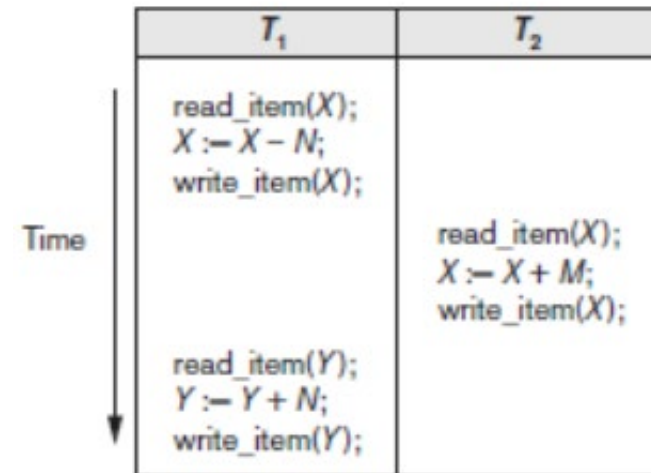 T₁ T₂
read_item(X);
X := X – N;
write_item(X);
Time
read_item(X);
X := X + M;
write_item(X);
read_item(Y);
Y := Y + N;
write_item(Y);